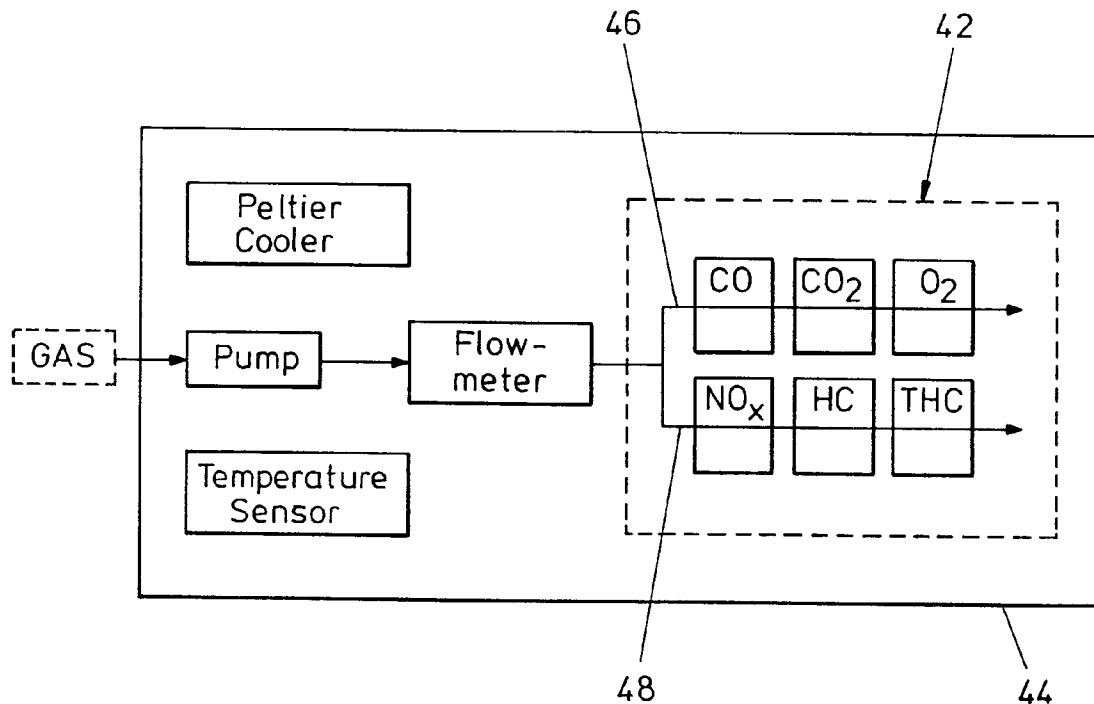 46
42
Peltier
Cooler
CO
CO₂
O₂
GAS
Pump
Flow-
meter
NOₓ
HC
THC
Temperature
Sensor
48
44